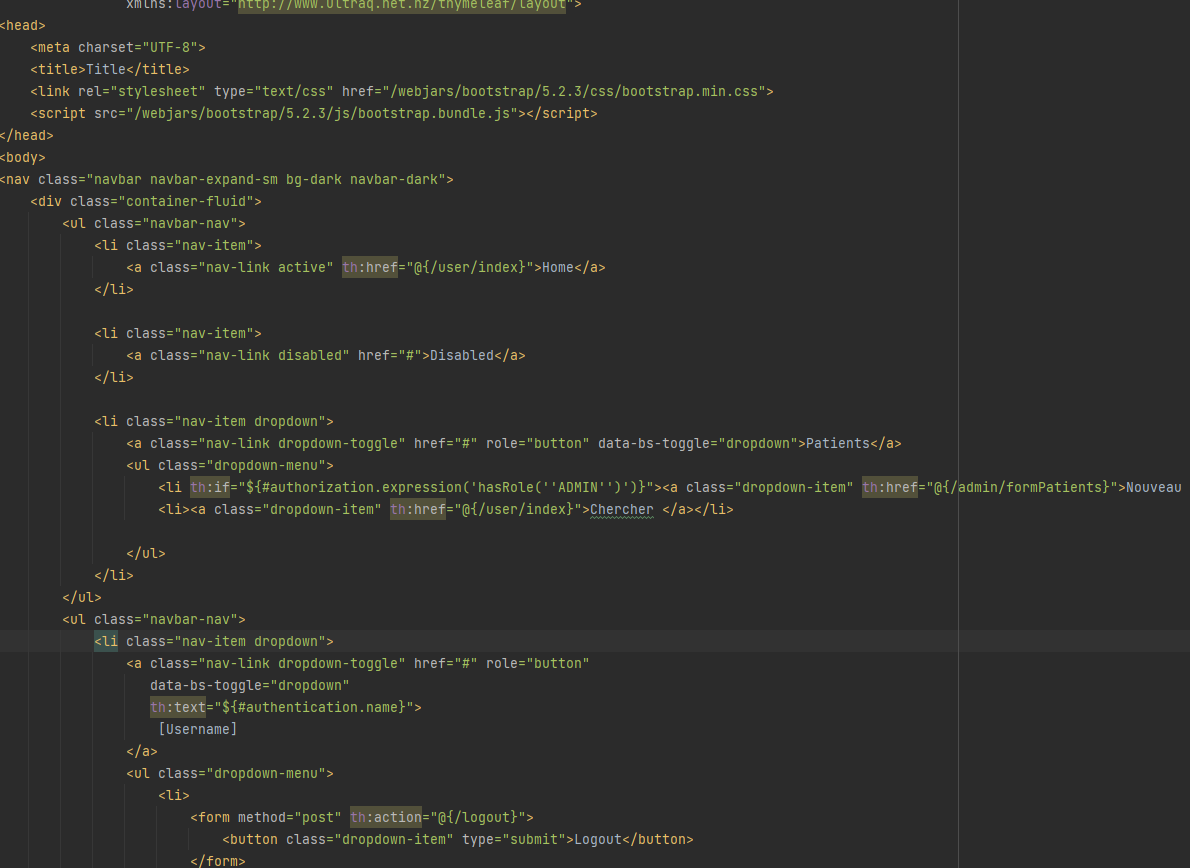 xmlns:layout="http://www.ultraq.net.nz/thymeleaf/layout">
<head>
    <meta charset="UTF-8">
    <title>Title</title>
    <link rel="stylesheet" type="text/css" href="/webjars/bootstrap/5.2.3/css/bootstrap.min.css">
    <script src="/webjars/bootstrap/5.2.3/js/bootstrap.bundle.js"></script>
</head>
<body>
<nav class="navbar navbar-expand-sm bg-dark navbar-dark">
    <div class="container-fluid">
        <ul class="navbar-nav">
            <li class="nav-item">
                <a class="nav-link active" th:href="@{/user/index}">Home</a>
            </li>
            <li class="nav-item">
                <a class="nav-link disabled" href="#">Disabled</a>
            </li>
            <li class="nav-item dropdown">
                <a class="nav-link dropdown-toggle" href="#" role="button" data-bs-toggle="dropdown">Patients</a>
                <ul class="dropdown-menu">
                    <li th:if="${#authorization.expression('hasRole(''ADMIN'')')}"><a class="dropdown-item" th:href="@{/admin/formPatients}">Nouveau
                    <li><a class="dropdown-item" th:href="@{/user/index}">Chercher </a></li>
                </ul>
            </li>
        </ul>
        <ul class="navbar-nav">
            <li class="nav-item dropdown">
                <a class="nav-link dropdown-toggle" href="#" role="button"
                   data-bs-toggle="dropdown"
                   th:text="${#authentication.name}">
                    [Username]
                </a>
                <ul class="dropdown-menu">
                    <li>
                        <form method="post" th:action="@{/logout}">
                            <button class="dropdown-item" type="submit">Logout</button>
                        </form>